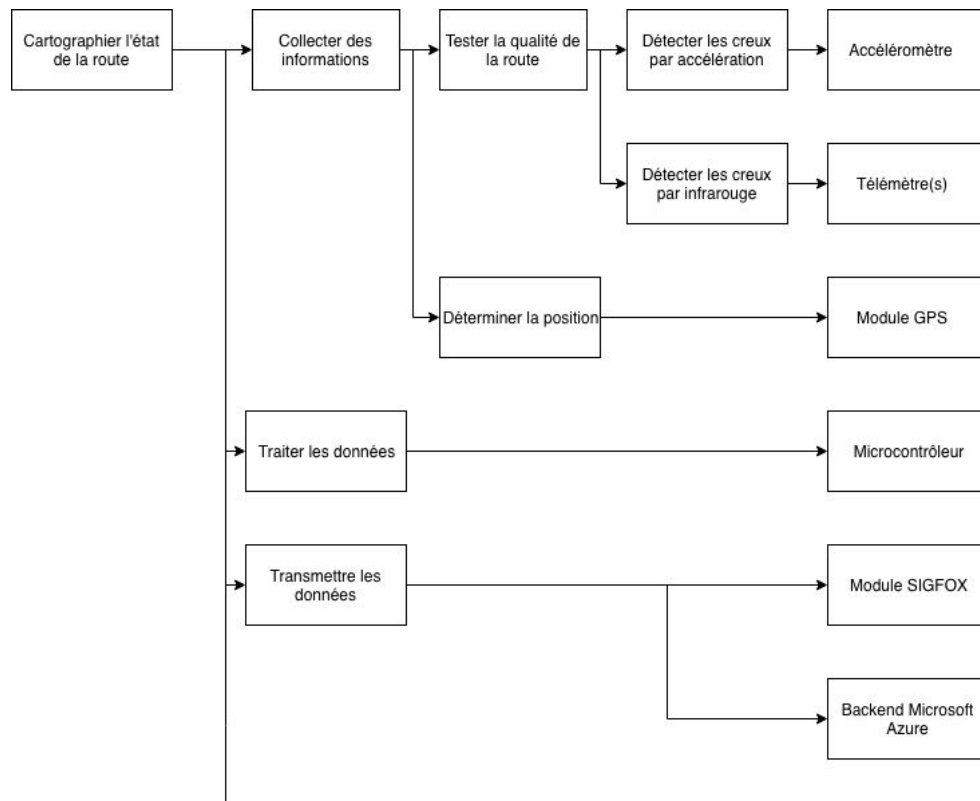 Cartographier l'état
de la route
Collecter des
informations
Tester la qualité de
la route
Détecter les creux
par accélération
Accéléromètre
Détecter les creux
par infrarouge
Télémètre(s)
Déterminer la position
Module GPS
Traiter les données
Microcontrôleur
Transmettre les
données
Module SIGFOX
Backend Microsoft
Azure